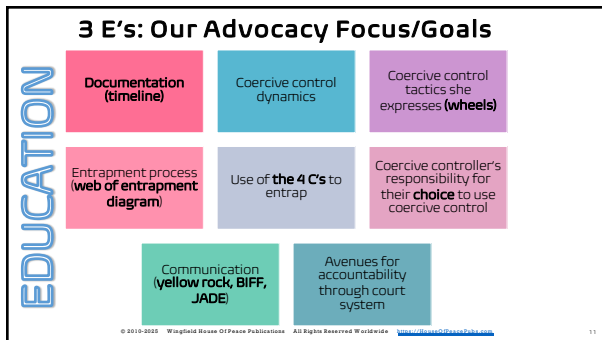 3 E's: Our Advocacy Focus/Goals
EDUCATION
Documentation
(timeline)
Coercive control
dynamics
Coercive control
tactics she
expresses (wheels)
Entrapment process
(web of entrapment
diagram)
Use of the 4 C's to
entrap
Coercive controller's
responsibility for
their choice to use
coercive control
Communication
(yellow rock, BIFF,
JADE)
Avenues for
accountability
through court
system
© 2010-2025 Wingfield House Of Peace Publications All Rights Reserved Worldwide https://HouseOfPeacePubs.com
11